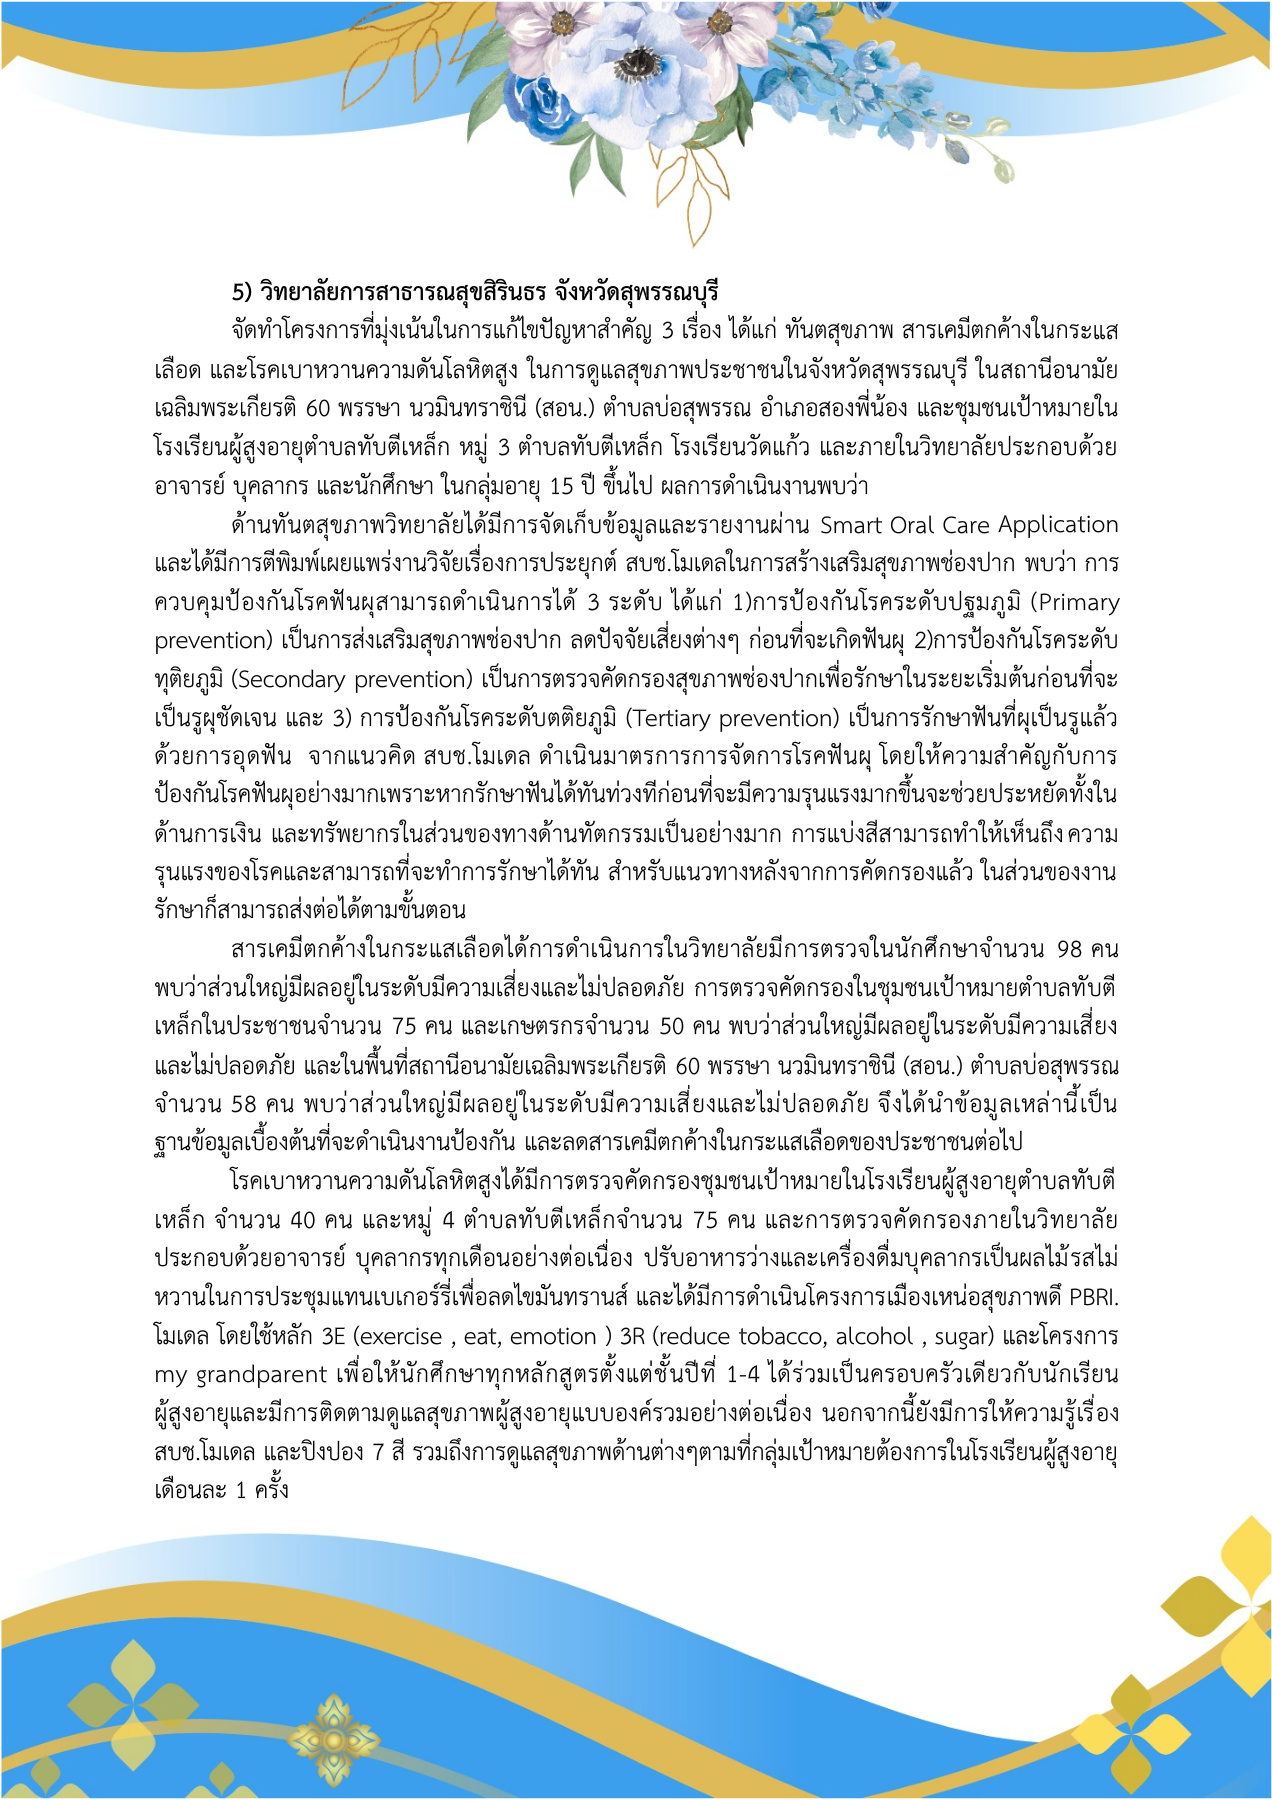 5) วิทยาลัยการสาธารณสุขสิรินธร จังหวัดสุพรรณบุรี
จัดทำโครงการที่มุ่งเน้นในการแก้ไขปัญหาสำคัญ 3 เรื่อง ได้แก่ ทันตสุขภาพ สารเคมีตกค้างในกระแส
เลือด และโรคเบาหวานความดันโลหิตสูง ในการดูแลสุขภาพประชาชนในจังหวัดสุพรรณบุรี ในสถานีอนามัย
เฉลิมพระเกียรติ 60 พรรษา นวมินทราชินี (สอน.) ตำบลบ่อสุพรรณ อำเภอสองพี่น้อง และชุมชนเป้าหมายใน
โรงเรียนผู้สูงอายุตำบลทับตีเหล็ก หมู่ 3 ตำบลทับตีเหล็ก โรงเรียนวัดแก้ว และภายในวิทยาลัยประกอบด้วย
อาจารย์ บุคลากร และนักศึกษา ในกลุ่มอายุ 15 ปี ขึ้นไป ผลการดำเนินงานพบว่า
ด้านทันตสุขภาพวิทยาลัยได้มีการจัดเก็บข้อมูลและรายงานผ่าน Smart Oral Care Application
และได้มีการตีพิมพ์เผยแพร่งานวิจัยเรื่องการประยุกต์ สบช.โมเดลในการสร้างเสริมสุขภาพช่องปาก พบว่า การ
ควบคุมป้องกันโรคฟันผุสามารถดำเนินการได้ 3 ระดับ ได้แก่ 1)การป้องกันโรคระดับปฐมภูมิ (Primary
prevention) เป็นการส่งเสริมสุขภาพช่องปาก ลดปัจจัยเสี่ยงต่างๆ ก่อนที่จะเกิดฟันผุ 2)การป้องกันโรคระดับ
ทุติยภูมิ (Secondary prevention) เป็นการตรวจคัดกรองสุขภาพช่องปากเพื่อรักษาในระยะเริ่มต้นก่อนที่จะ
เป็นรูผุชัดเจน และ 3) การป้องกันโรคระดับตติยภูมิ (Tertiary prevention) เป็นการรักษาฟันที่ผุเป็นรูแล้ว
ด้วยการอุดฟัน จากแนวคิด สบช.โมเดล ดำเนินมาตรการการจัดการโรคฟันผุ โดยให้ความสำคัญกับการ
ป้องกันโรคฟันผุอย่างมากเพราะหากรักษาฟันได้ทันท่วงทีก่อนที่จะมีความรุนแรงมากขึ้นจะช่วยประหยัดทั้งใน
ด้านการเงิน และทรัพยากรในส่วนของทางด้านทัตกรรมเป็นอย่างมาก การแบ่งสีสามารถทำให้เห็นถึงความ
รุนแรงของโรคและสามารถที่จะทำการรักษาได้ทัน สำหรับแนวทางหลังจากการคัดกรองแล้ว ในส่วนของงาน
รักษาก็สามารถส่งต่อได้ตามขั้นตอน
สารเคมีตกค้างในกระแสเลือดได้การดำเนินการในวิทยาลัยมีการตรวจในนักศึกษาจำนวน 98 คน
พบว่าส่วนใหญ่มีผลอยู่ในระดับมีความเสี่ยงและไม่ปลอดภัย การตรวจคัดกรองในชุมชนเป้าหมายตำบลทับตี
เหล็กในประชาชนจำนวน 75 คน และเกษตรกรจำนวน 50 คน พบว่าส่วนใหญ่มีผลอยู่ในระดับมีความเสี่ยง
และไม่ปลอดภัย และในพื้นที่สถานีอนามัยเฉลิมพระเกียรติ 60 พรรษา นวมินทราชินี (สอน.) ตำบลบ่อสุพรรณ
จำนวน 58 คน พบว่าส่วนใหญ่มีผลอยู่ในระดับมีความเสี่ยงและไม่ปลอดภัย จึงได้นำข้อมูลเหล่านี้เป็น
ฐานข้อมูลเบื้องต้นที่จะดำเนินงานป้องกัน และลดสารเคมีตกค้างในกระแสเลือดของประชาชนต่อไป
โรคเบาหวานความดันโลหิตสูงได้มีการตรวจคัดกรองชุมชนเป้าหมายในโรงเรียนผู้สูงอายุตำบลทับตี
เหล็ก จำนวน 40 คน และหมู่ 4 ตำบลทับตีเหล็กจำนวน 75 คน และการตรวจคัดกรองภายในวิทยาลัย
ประกอบด้วยอาจารย์ บุคลากรทุกเดือนอย่างต่อเนื่อง ปรับอาหารว่างและเครื่องดื่มบุคลากรเป็นผลไม้รสไม่
หวานในการประชุมแทนเบเกอร์รี่เพื่อลดไขมันทรานส์ และได้มีการดำเนินโครงการเมืองเหน่อสุขภาพดี PBRI.
โมเดล โดยใช้หลัก 3E (exercise , eat, emotion ) 3R (reduce tobacco, alcohol , sugar) และโครงการ
my grandparent เพื่อให้นักศึกษาทุกหลักสูตรตั้งแต่ชั้นปีที่ 1-4 ได้ร่วมเป็นครอบครัวเดียวกับนักเรียน
ผู้สูงอายุและมีการติดตามดูแลสุขภาพผู้สูงอายุแบบองค์รวมอย่างต่อเนื่อง นอกจากนี้ยังมีการให้ความรู้เรื่อง
สบช.โมเดล และปิงปอง 7 สี รวมถึงการดูแลสุขภาพด้านต่างๆตามที่กลุ่มเป้าหมายต้องการในโรงเรียนผู้สูงอายุ
เดือนละ 1 ครั้ง